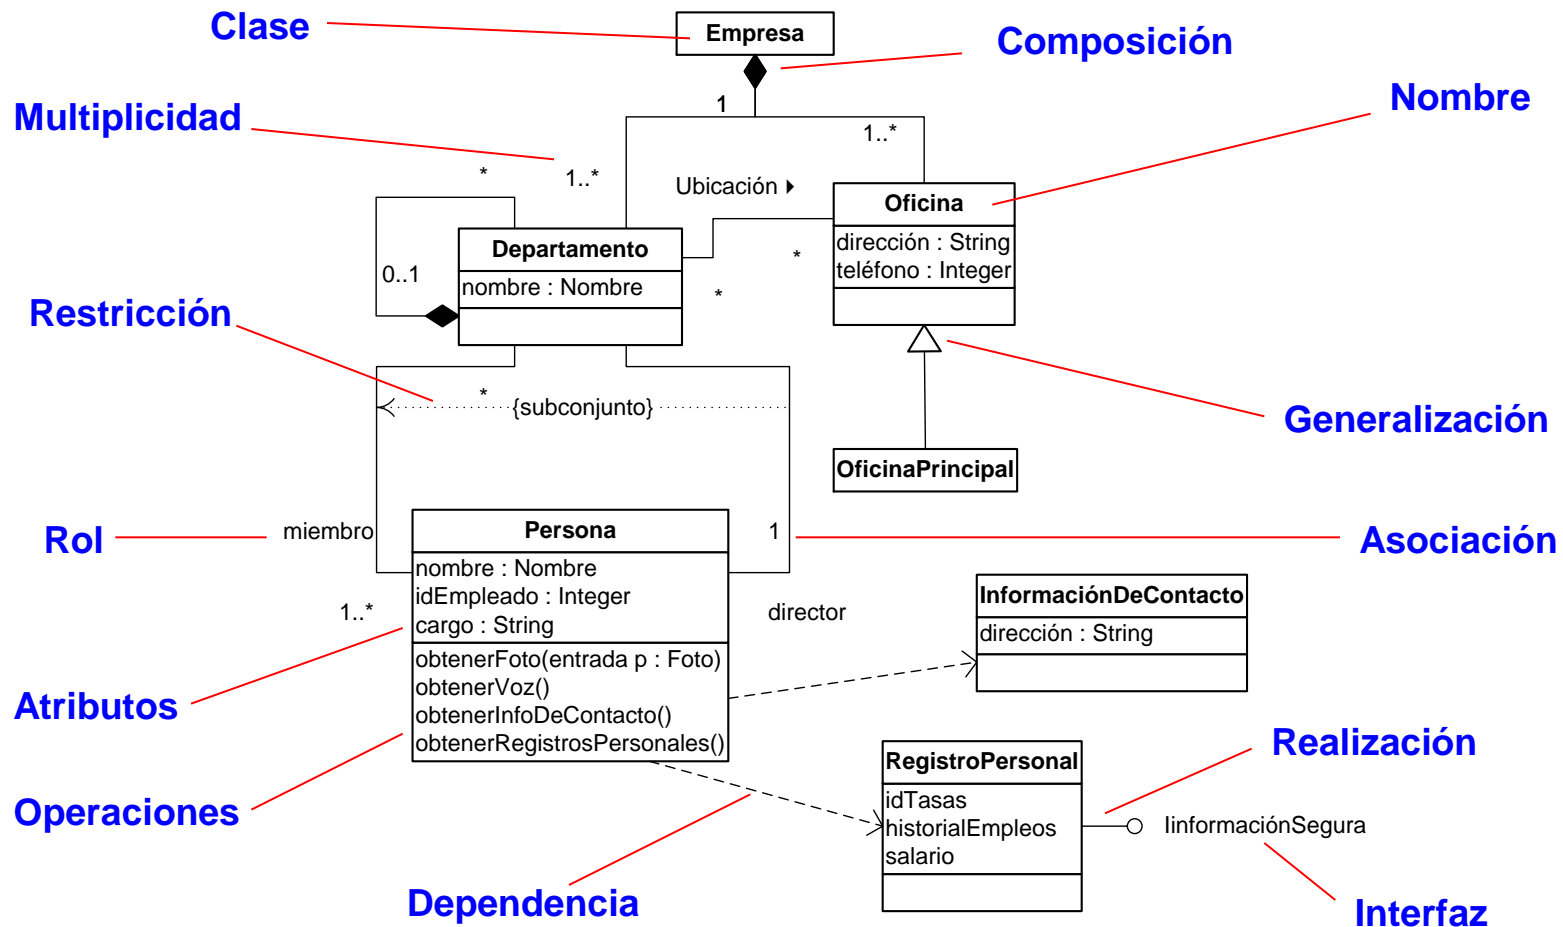 Clase
Empresa
Composición
Nombre
Multiplicidad
1
1..*
*
1..*
Ubicación
Oficina
dirección : String
teléfono : Integer
Departamento
nombre : Nombre
0..1
*
*
Restricción
*
{subconjunto}
Generalización
OficinaPrincipal
Rol
miembro
Persona
1
Asociación
nombre : Nombre
idEmpleado : Integer
cargo : String
1..*
director
InformaciónDeContacto
dirección : String
obtenerFoto(entrada p : Foto)
obtenerVoz()
obtenerInfoDeContacto()
obtenerRegistrosPersonales()
Atributos
Operaciones
Realización
RegistroPersonal
idTasas
historialEmpleos
salario
IinformaciónSegura
Dependencia
Interfaz